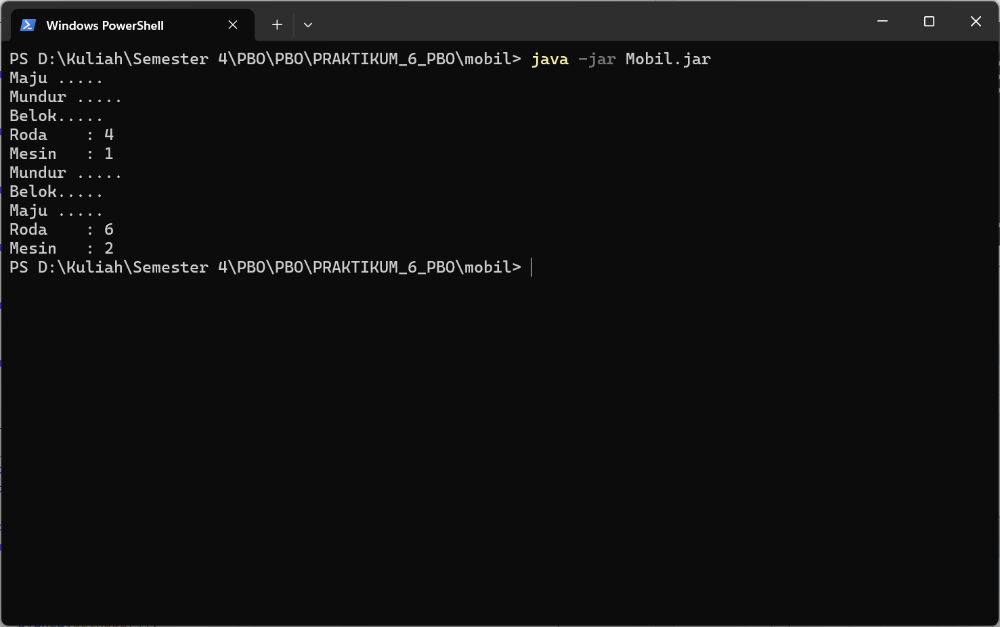 Windows PowerShell
PS D:\Kuliah\Semester 4\PBO\PBO\PRAKTIKUM_6_PBO\mobil> java -jar Mobil.jar
Maju .....
Mundur .....
Belok.....
Roda    : 4
Mesin   : 1
Mundur .....
Belok.....
Maju .....
Roda    : 6
Mesin   : 2
PS D:\Kuliah\Semester 4\PBO\PBO\PRAKTIKUM_6_PBO\mobil>